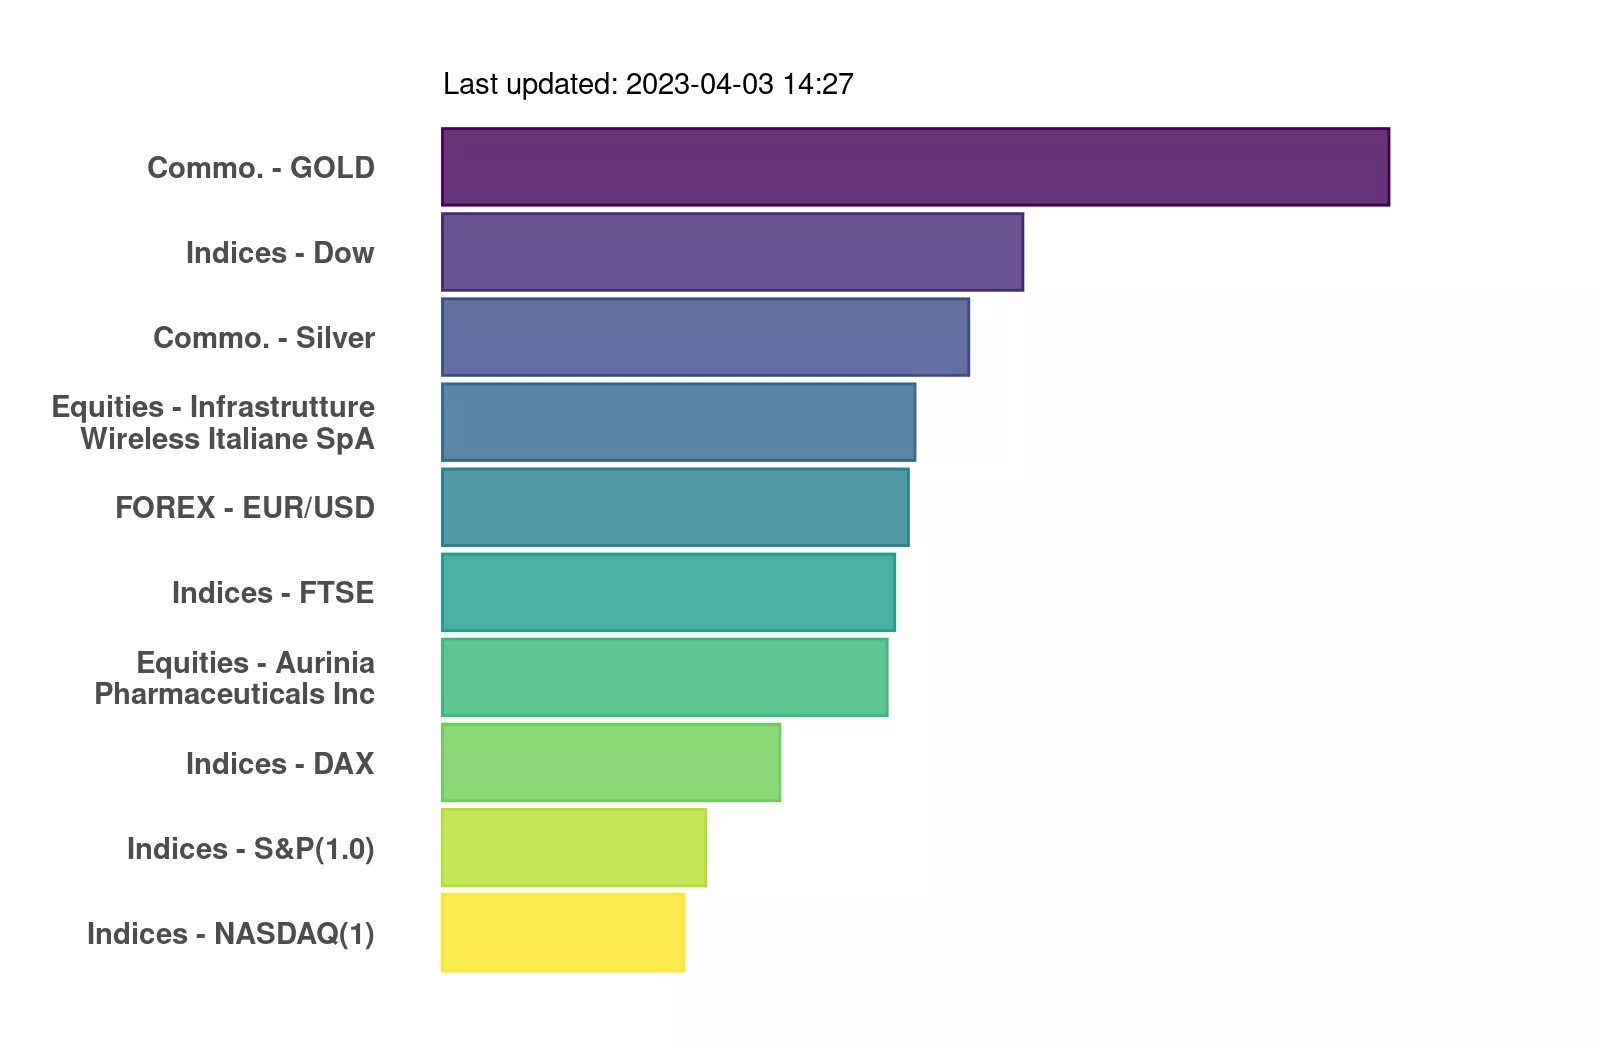 Last updated: 2023-04-03 14:27
Commo. - GOLD
Indices - Dow
Commo. - Silver
Equities - Infrastrutture
Wireless Italiane SpA
FOREX - EUR/USD
Indices - FTSE
Equities - Aurinia
Pharmaceuticals Inc
Indices - DAX
Indices - S&P(1.0)
Indices - NASDAQ(1)